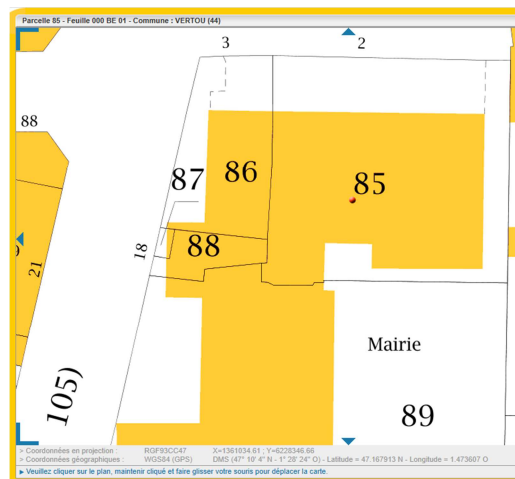 Parcelle 85 - Feuille 000 BE 01 - Commune : VERTOU (44)
3
2
88
86
85
87
88
18
21
Mairie
105)
89
> Coordonnées en projection : RGF93CC47 X=1361034.61 ; Y=6228346.66
> Coordonnées géographiques : WGS84 (GPS) DMS (47° 10' 4" N - 1° 28' 24" O) - Latitude = 47.167913 N - Longitude = 1.473607 O
► Veuillez cliquer sur le plan, maintenir cliqué et faire glisser votre souris pour déplacer la carte.